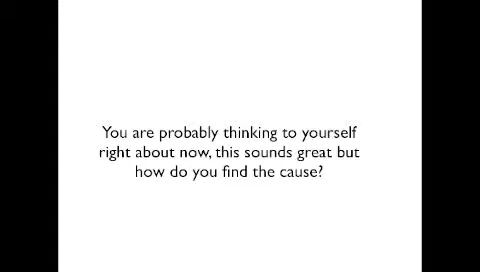 You are probably thinking to yourself
right about now, this sounds great but
how do you find the cause?